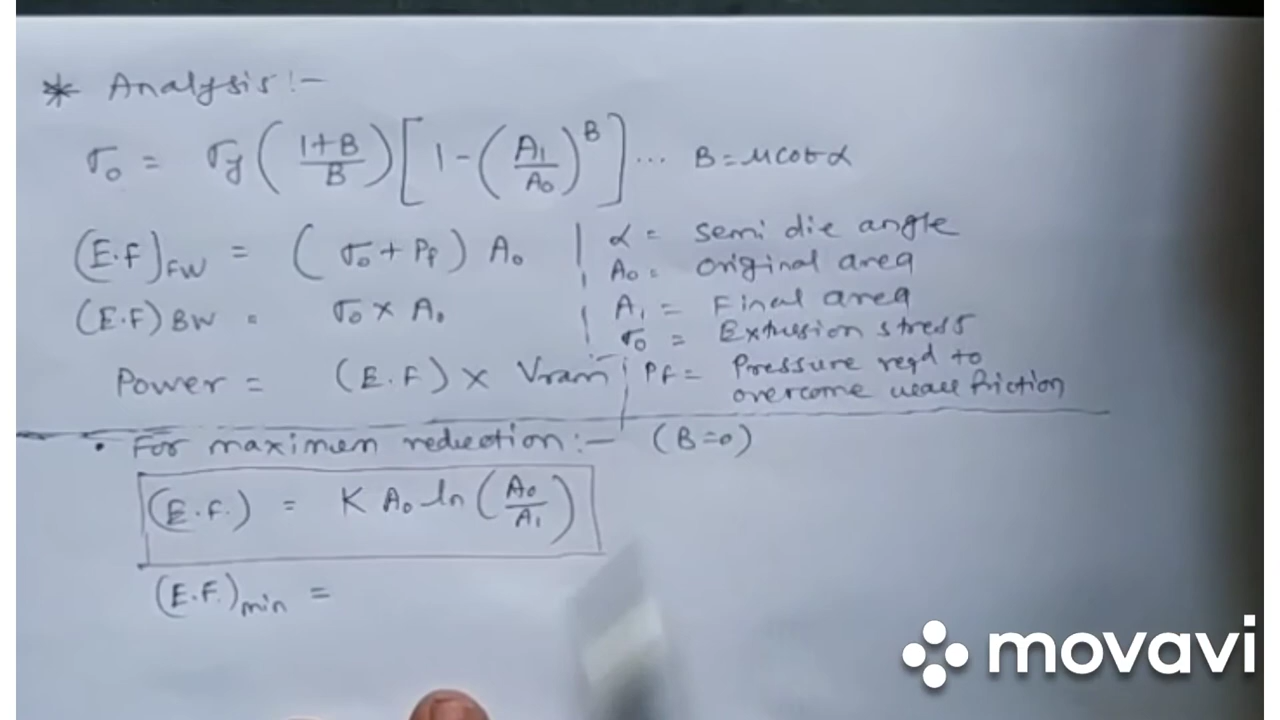 * Analysis :-
σ₀ = σy ( (1+B)/B ) [ 1 - ( A₁/A₀ )^B ] ... B = μ cot α
(E.F)FW = ( σ₀ + Pf ) A₀
(E.F) BW = σ₀ × A₀
Power = (E.F) × Vram
α = semi die angle
A₀ = original area
A₁ = Final area
σ₀ = Extrusion stress
Pf = Pressure reqd to
overcome wall friction
• For maximum reduction :- (B=0)
(E.F.) = K A₀ ln ( A₀/A₁ )
(E.F.)min =
movavi